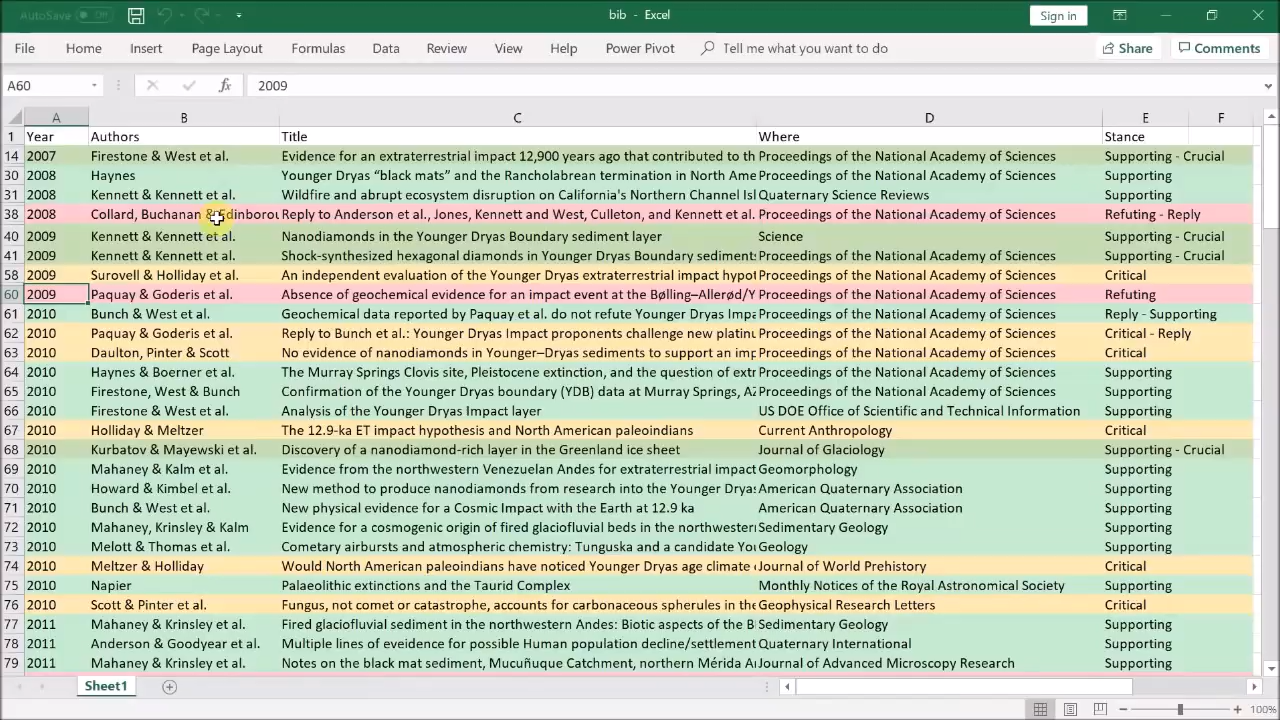 AutoSave Off bib - Excel Sign in
File Home Insert Page Layout Formulas Data Review View Help Power Pivot Tell me what you want to do Share Comments
A60 fx 2009
A B C D E F
1 Year Authors Title Where Stance
14 2007 Firestone & West et al. Evidence for an extraterrestrial impact 12,900 years ago that contributed to th Proceedings of the National Academy of Sciences Supporting - Crucial
30 2008 Haynes Younger Dryas “black mats” and the Rancholabrean termination in North Ame Proceedings of the National Academy of Sciences Supporting
31 2008 Kennett & Kennett et al. Wildfire and abrupt ecosystem disruption on California's Northern Channel Isl Quaternary Science Reviews Supporting
38 2008 Collard, Buchanan & Edinborou Reply to Anderson et al., Jones, Kennett and West, Culleton, and Kennett et al. Proceedings of the National Academy of Sciences Refuting - Reply
40 2009 Kennett & Kennett et al. Nanodiamonds in the Younger Dryas Boundary sediment layer Science Supporting - Crucial
41 2009 Kennett & Kennett et al. Shock-synthesized hexagonal diamonds in Younger Dryas Boundary sediments Proceedings of the National Academy of Sciences Supporting - Crucial
58 2009 Surovell & Holliday et al. An independent evaluation of the Younger Dryas extraterrestrial impact hypot Proceedings of the National Academy of Sciences Critical
60 2009 Paquay & Goderis et al. Absence of geochemical evidence for an impact event at the Bølling–Allerød/Y Proceedings of the National Academy of Sciences Refuting
61 2010 Bunch & West et al. Geochemical data reported by Paquay et al. do not refute Younger Dryas Impa Proceedings of the National Academy of Sciences Reply - Supporting
62 2010 Paquay & Goderis et al. Reply to Bunch et al.: Younger Dryas Impact proponents challenge new platinu Proceedings of the National Academy of Sciences Critical - Reply
63 2010 Daulton, Pinter & Scott No evidence of nanodiamonds in Younger–Dryas sediments to support an imp Proceedings of the National Academy of Sciences Critical
64 2010 Haynes & Boerner et al. The Murray Springs Clovis site, Pleistocene extinction, and the question of extr Proceedings of the National Academy of Sciences Supporting
65 2010 Firestone, West & Bunch Confirmation of the Younger Dryas boundary (YDB) data at Murray Springs, AZ Proceedings of the National Academy of Sciences Supporting
66 2010 Firestone & West et al. Analysis of the Younger Dryas Impact layer US DOE Office of Scientific and Technical Information Supporting
67 2010 Holliday & Meltzer The 12.9-ka ET impact hypothesis and North American paleoindians Current Anthropology Critical
68 2010 Kurbatov & Mayewski et al. Discovery of a nanodiamond-rich layer in the Greenland ice sheet Journal of Glaciology Supporting - Crucial
69 2010 Mahaney & Kalm et al. Evidence from the northwestern Venezuelan Andes for extraterrestrial impact Geomorphology Supporting
70 2010 Howard & Kimbel et al. New method to produce nanodiamonds from research into the Younger Drya American Quaternary Association Supporting
71 2010 Bunch & West et al. New physical evidence for a Cosmic Impact with the Earth at 12.9 ka American Quaternary Association Supporting
72 2010 Mahaney, Krinsley & Kalm Evidence for a cosmogenic origin of fired glaciofluvial beds in the northwester Sedimentary Geology Supporting
73 2010 Melott & Thomas et al. Cometary airbursts and atmospheric chemistry: Tunguska and a candidate You Geology Supporting
74 2010 Meltzer & Holliday Would North American paleoindians have noticed Younger Dryas age climate Journal of World Prehistory Critical
75 2010 Napier Palaeolithic extinctions and the Taurid Complex Monthly Notices of the Royal Astronomical Society Supporting
76 2010 Scott & Pinter et al. Fungus, not comet or catastrophe, accounts for carbonaceous spherules in the Geophysical Research Letters Critical
77 2011 Mahaney & Krinsley et al. Fired glaciofluvial sediment in the northwestern Andes: Biotic aspects of the B Sedimentary Geology Supporting
78 2011 Anderson & Goodyear et al. Multiple lines of eveidence for possible Human population decline/settlement Quaternary International Supporting
79 2011 Mahaney & Krinsley et al. Notes on the black mat sediment, Mucuñuque Catchment, northern Mérida A Journal of Advanced Microscopy Research Supporting
Sheet1
100%